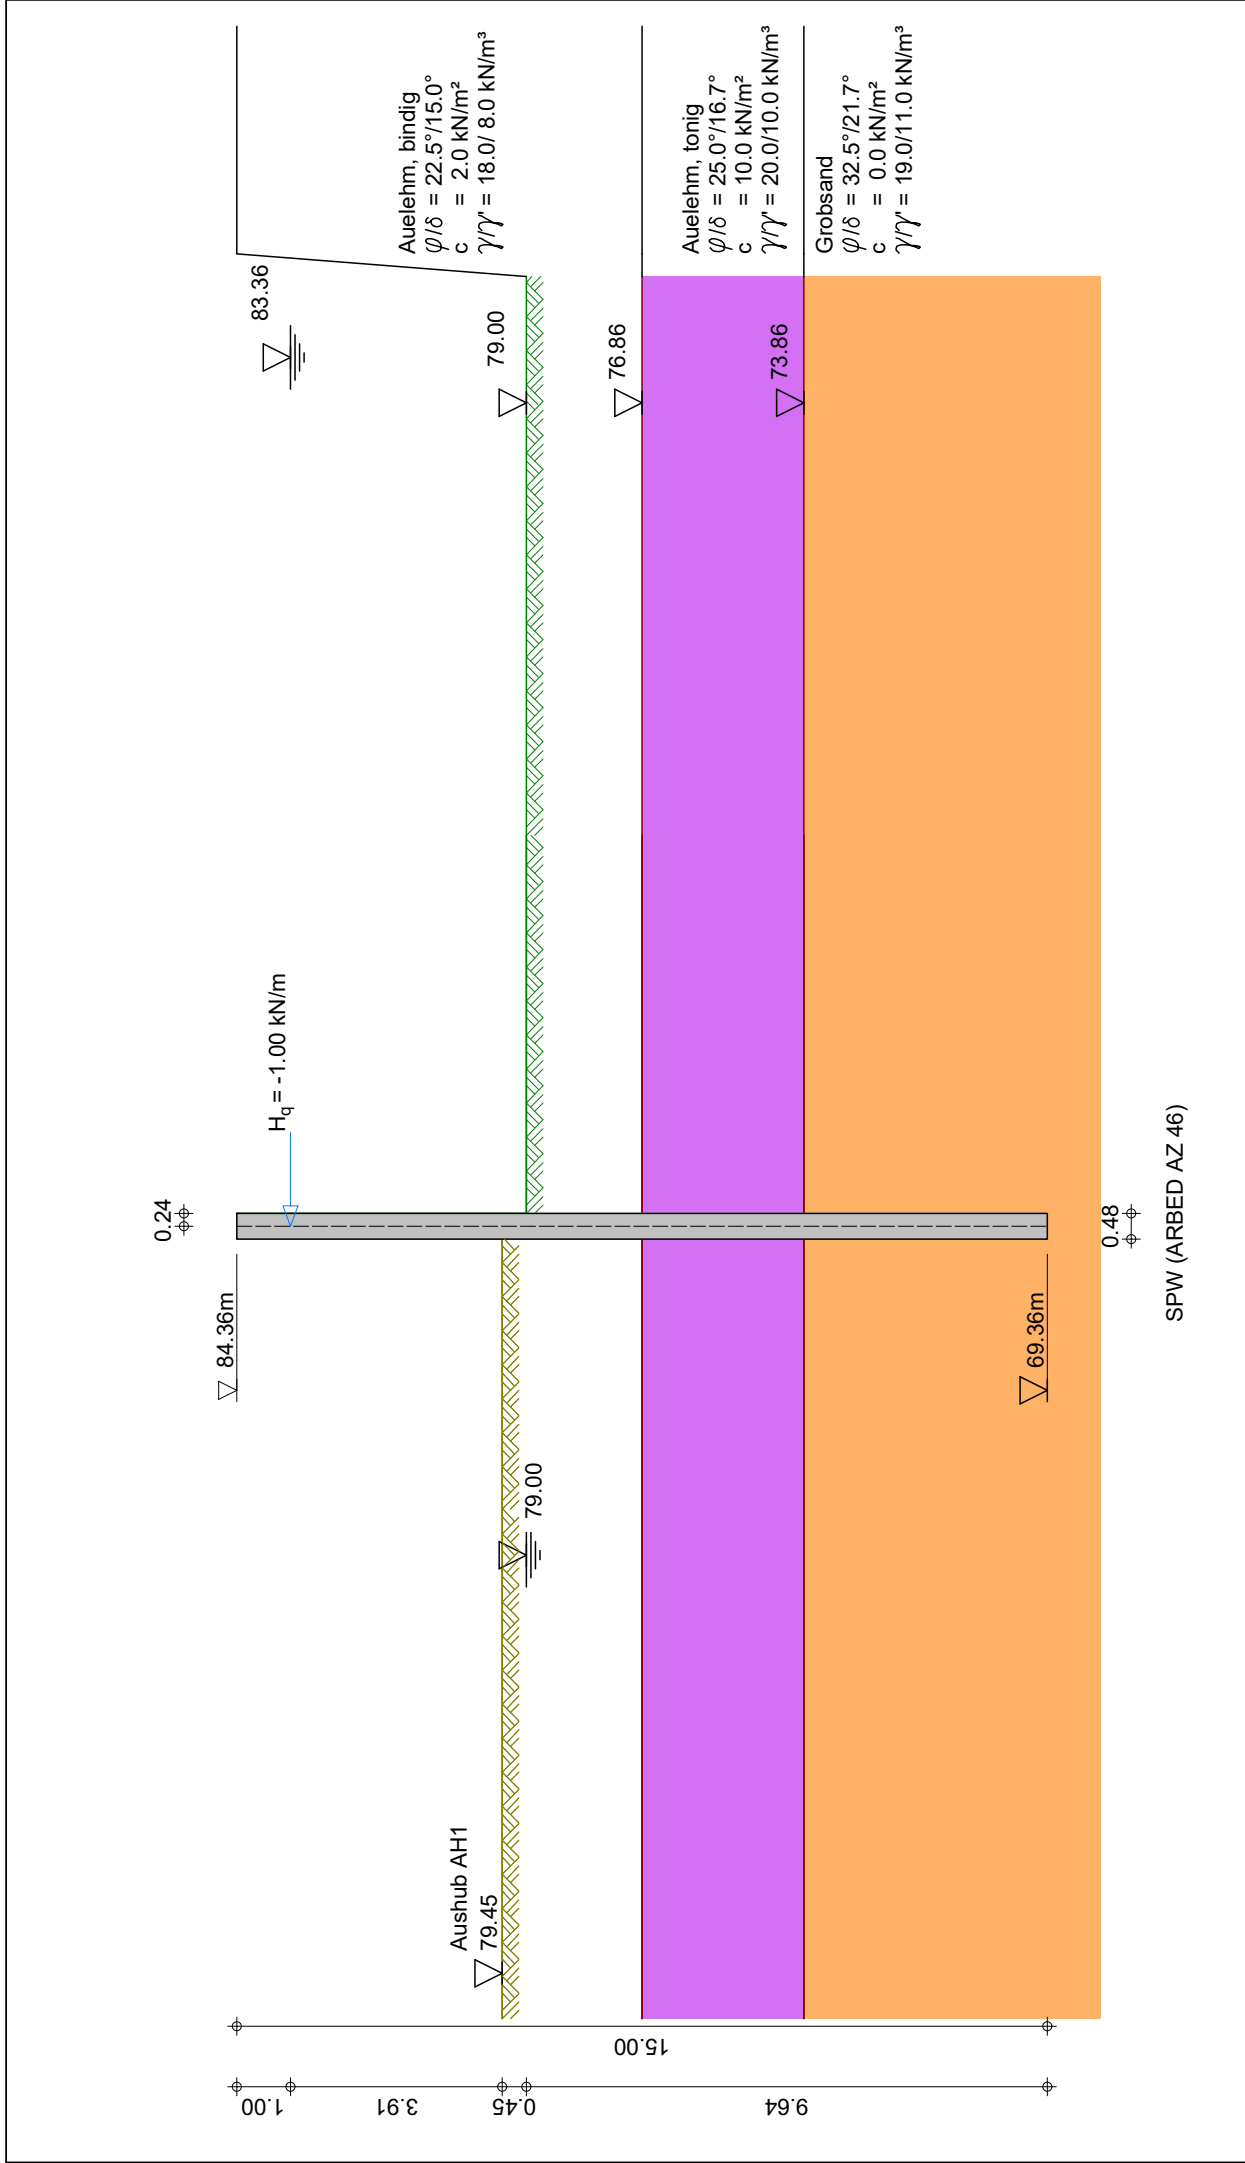 0.24
84.36m
H_q = -1.00 kN/m
83.36
Auelehm, bindig
φ/δ = 22.5°/15.0°
c = 2.0 kN/m²
γ/γ' = 18.0/ 8.0 kN/m³
Aushub AH1
79.45
79.00
79.00
76.86
Auelehm, tonig
φ/δ = 25.0°/16.7°
c = 10.0 kN/m²
γ/γ' = 20.0/10.0 kN/m³
73.86
Grobsand
φ/δ = 32.5°/21.7°
c = 0.0 kN/m²
γ/γ' = 19.0/11.0 kN/m³
69.36m
0.48
SPW (ARBED AZ 46)
15.00
1.00
3.91
0.45
9.64